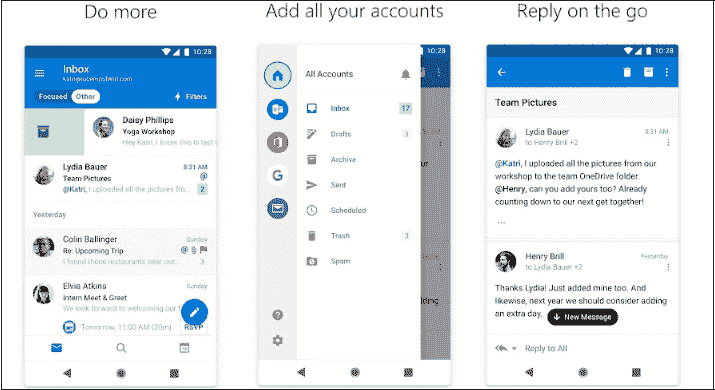 Do more
Add all your accounts
Reply on the go
10:28
Inbox
Focused
Other
Filters
Daisy Phillips
Yoga Workshop
Hey Katri, I know this is last
Lydia Bauer
8:31 AM
Team Pictures
@
@Katri, I uploaded all the pictures from...
2
Yesterday
Colin Ballinger
Sunday
Re: Upcoming Trip
@
I found these restaurants near our...
3
Elvia Atkins
Sunday
Intern Meet & Greet
We look forward to welcoming our f
Tomorrow, 11:00 AM (30m)
RSVP
10:28
All Accounts
Inbox
17
Drafts
3
Archive
Sent
Scheduled
Trash
3
Spam
G
?
10:28
Team Pictures
Lydia Bauer
8:31 AM
to Henry Brill +2
@Katri, I uploaded all the pictures from our
workshop to the team OneDrive folder.
@Henry, can you add yours too? Already
counting down to our next get together!
...
Henry Brill
Yesterday
to Lydia Bauer +2
Thanks Lydia! Just added mine too. And
likewise, next year we should consider adding
an extra day.
New Message
Reply to All